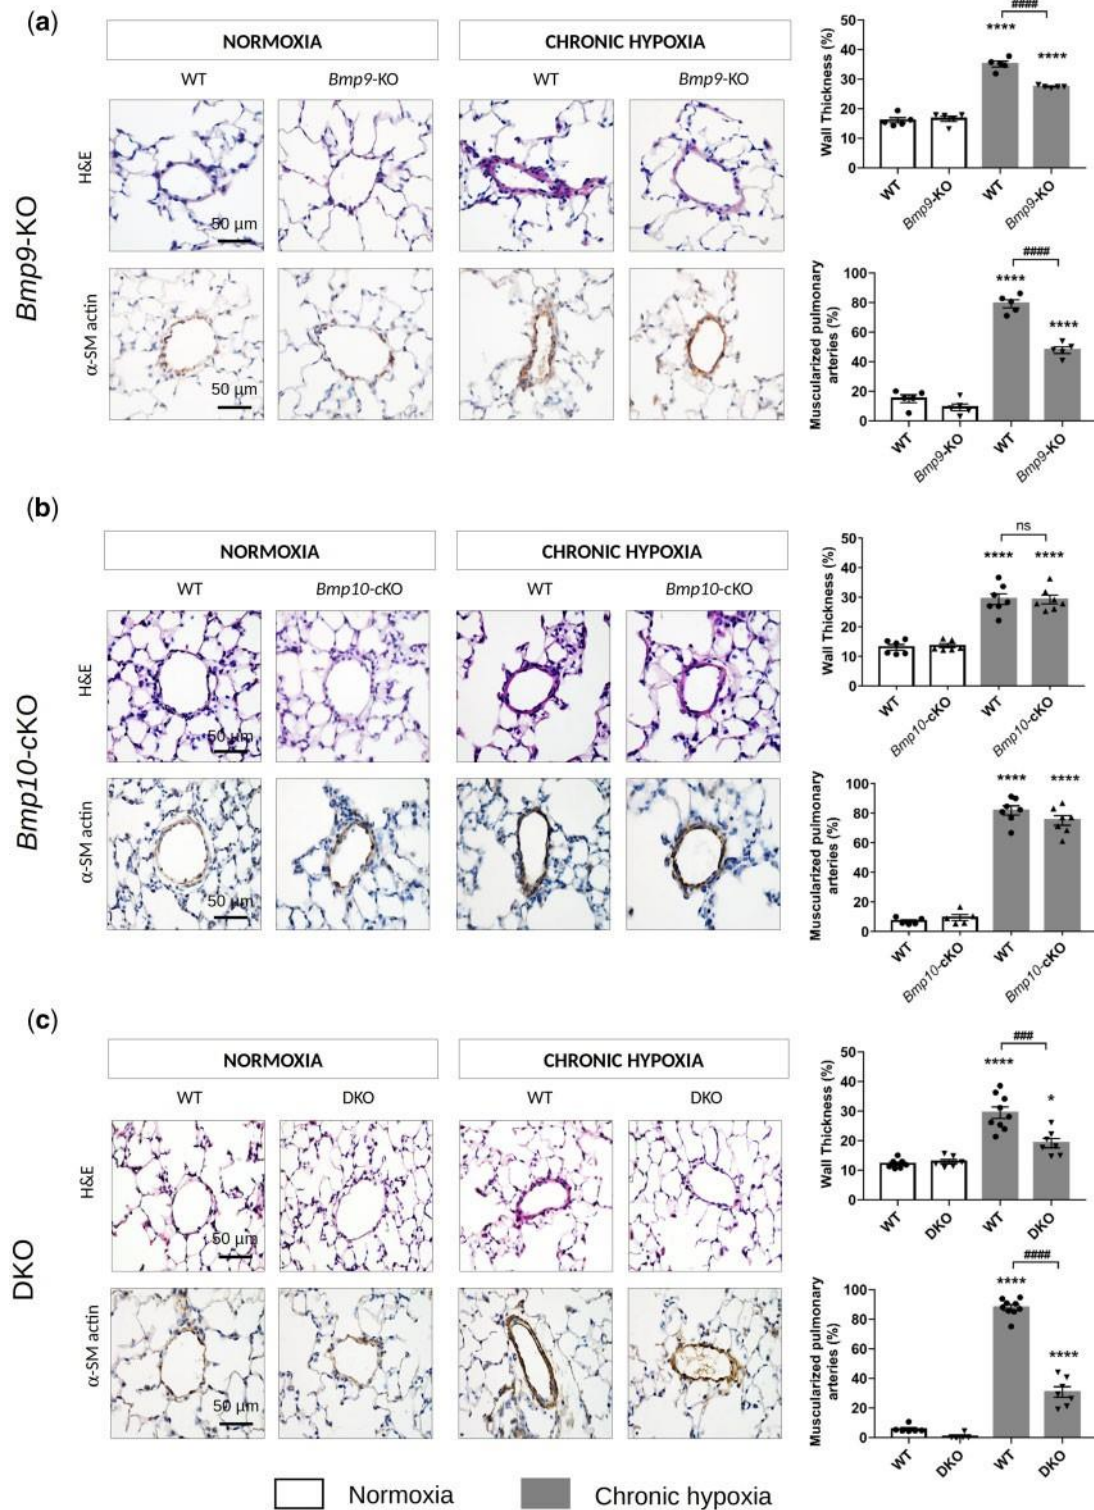 (a)
NORMOXIA
CHRONIC HYPOXIA
WT
Bmp9-KO
WT
Bmp9-KO
Bmp9-KO
H&E
50 µm
α-SM actin
50 µm
####
****
****
Wall Thickness (%)
50
40
30
20
10
0
WT
Bmp9-KO
WT
Bmp9-KO
####
****
****
Muscularized pulmonary
arteries (%)
100
80
60
40
20
0
WT
Bmp9-KO
WT
Bmp9-KO
(b)
NORMOXIA
CHRONIC HYPOXIA
WT
Bmp10-cKO
WT
Bmp10-cKO
Bmp10-cKO
H&E
50 µm
α-SM actin
50 µm
ns
****
****
Wall Thickness (%)
50
40
30
20
10
0
WT
Bmp10-cKO
WT
Bmp10-cKO
****
****
Muscularized pulmonary
arteries (%)
100
80
60
40
20
0
WT
Bmp10-cKO
WT
Bmp10-cKO
(c)
NORMOXIA
CHRONIC HYPOXIA
WT
DKO
WT
DKO
DKO
H&E
50 µm
α-SM actin
50 µm
###
****
*
Wall Thickness (%)
50
40
30
20
10
0
WT
DKO
WT
DKO
####
****
****
Muscularized pulmonary
arteries (%)
100
80
60
40
20
0
WT
DKO
WT
DKO
Normoxia
Chronic hypoxia